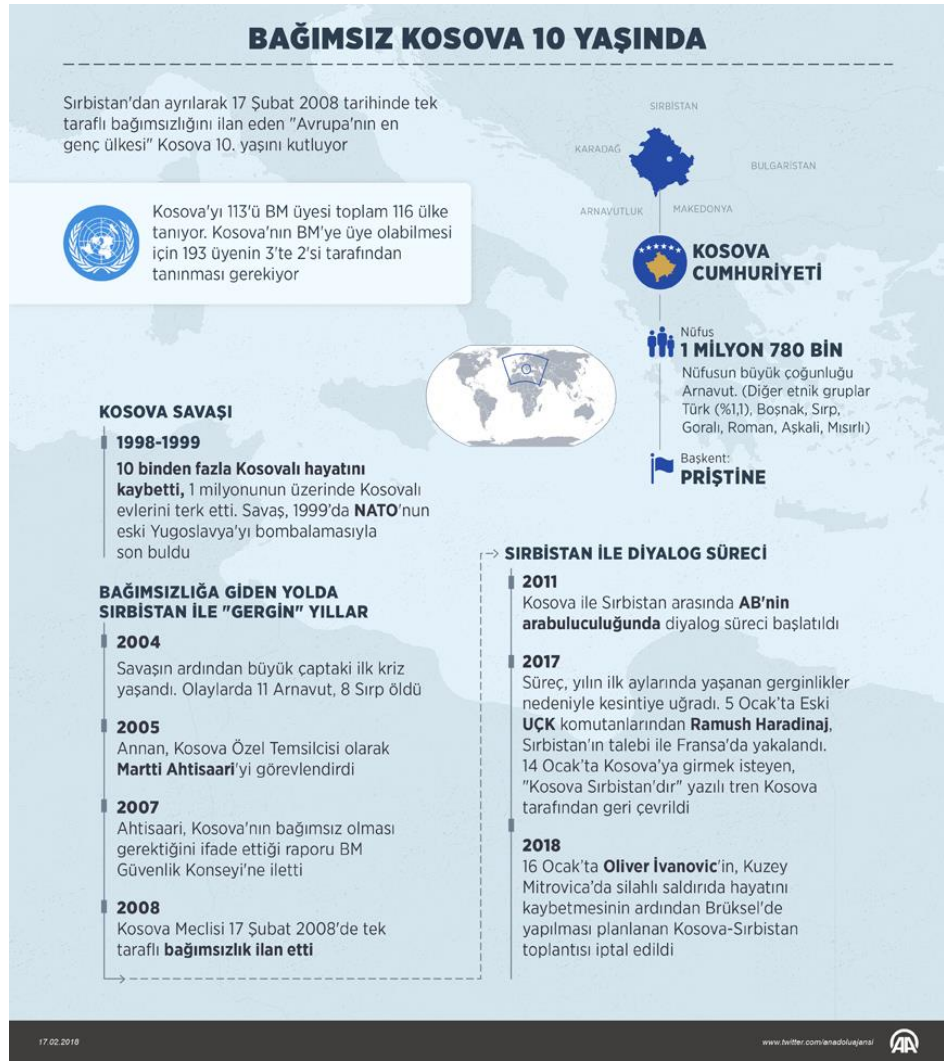 BAĞIMSIZ KOSOVA 10 YAŞINDA
Sırbistan'dan ayrılarak 17 Şubat 2008 tarihinde tek
taraflı bağımsızlığını ilan eden "Avrupa'nın en
genç ülkesi" Kosova 10. yaşını kutluyor
Kosova'yı 113'ü BM üyesi toplam 116 ülke
tanıyor. Kosova'nın BM'ye üye olabilmesi
için 193 üyenin 3'te 2'si tarafından
tanınması gerekiyor
SIRBİSTAN
KARADAĞ
BULGARİSTAN
ARNAVUTLUK
MAKEDONYA
KOSOVA
CUMHURİYETİ
Nüfus
1 MİLYON 780 BİN
Nüfusun büyük çoğunluğu
Arnavut. (Diğer etnik gruplar
Türk (%1,1), Boşnak, Sırp,
Goralı, Roman, Aşkali, Mısırlı)
Başkent:
PRİŞTİNE
KOSOVA SAVAŞI
1998-1999
10 binden fazla Kosovalı hayatını
kaybetti, 1 milyonunun üzerinde Kosovalı
evlerini terk etti. Savaş, 1999'da NATO'nun
eski Yugoslavya'yı bombalamasıyla
son buldu
BAĞIMSIZLIĞA GİDEN YOLDA
SIRBİSTAN İLE "GERGİN" YILLAR
2004
Savaşın ardından büyük çaptaki ilk kriz
yaşandı. Olaylarda 11 Arnavut, 8 Sırp öldü
2005
Annan, Kosova Özel Temsilcisi olarak
Martti Ahtisaari'yi görevlendirdi
2007
Ahtisaari, Kosova'nın bağımsız olması
gerektiğini ifade ettiği raporu BM
Güvenlik Konseyi'ne iletti
2008
Kosova Meclisi 17 Şubat 2008'de tek
taraflı bağımsızlık ilan etti
SIRBİSTAN İLE DİYALOG SÜRECİ
2011
Kosova ile Sırbistan arasında AB'nin
arabuluculuğunda diyalog süreci başlatıldı
2017
Süreç, yılın ilk aylarında yaşanan gerginlikler
nedeniyle kesintiye uğradı. 5 Ocak'ta Eski
UÇK komutanlarından Ramush Haradinaj,
Sırbistan'ın talebi ile Fransa'da yakalandı.
14 Ocak'ta Kosova'ya girmek isteyen,
"Kosova Sırbistan'dır" yazılı tren Kosova
tarafından geri çevrildi
2018
16 Ocak'ta Oliver İvanovic'in, Kuzey
Mitrovica'da silahlı saldırıda hayatını
kaybetmesinin ardından Brüksel'de
yapılması planlanan Kosova-Sırbistan
toplantısı iptal edildi
17.02.2018
www.twitter.com/anadoluajansi
AA